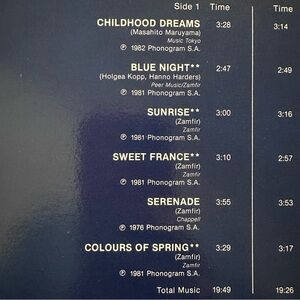 Side 1 Time Time
CHILDHOOD DREAMS 3:28 3:14
(Masahito Maruyama)
Music Tokyo
℗ 1982 Phonogram S.A.
BLUE NIGHT** 2:47 2:49
(Holgea Kopp, Hanno Harders)
Peer Music/Zamfir
℗ 1981 Phonogram S.A.
SUNRISE** 3:00 3:16
(Zamfir)
Zamfir
℗ 1981 Phonogram S.A.
SWEET FRANCE** 3:10 2:57
(Zamfir)
Zamfir
℗ 1981 Phonogram S.A.
SERENADE 3:55 3:53
(Zamfir)
Chappell
℗ 1976 Phonogram S.A.
COLOURS OF SPRING** 3:29 3:17
(Zamfir)
Zamfir
℗ 1981 Phonogram S.A.
Total Music 19:49 19:26